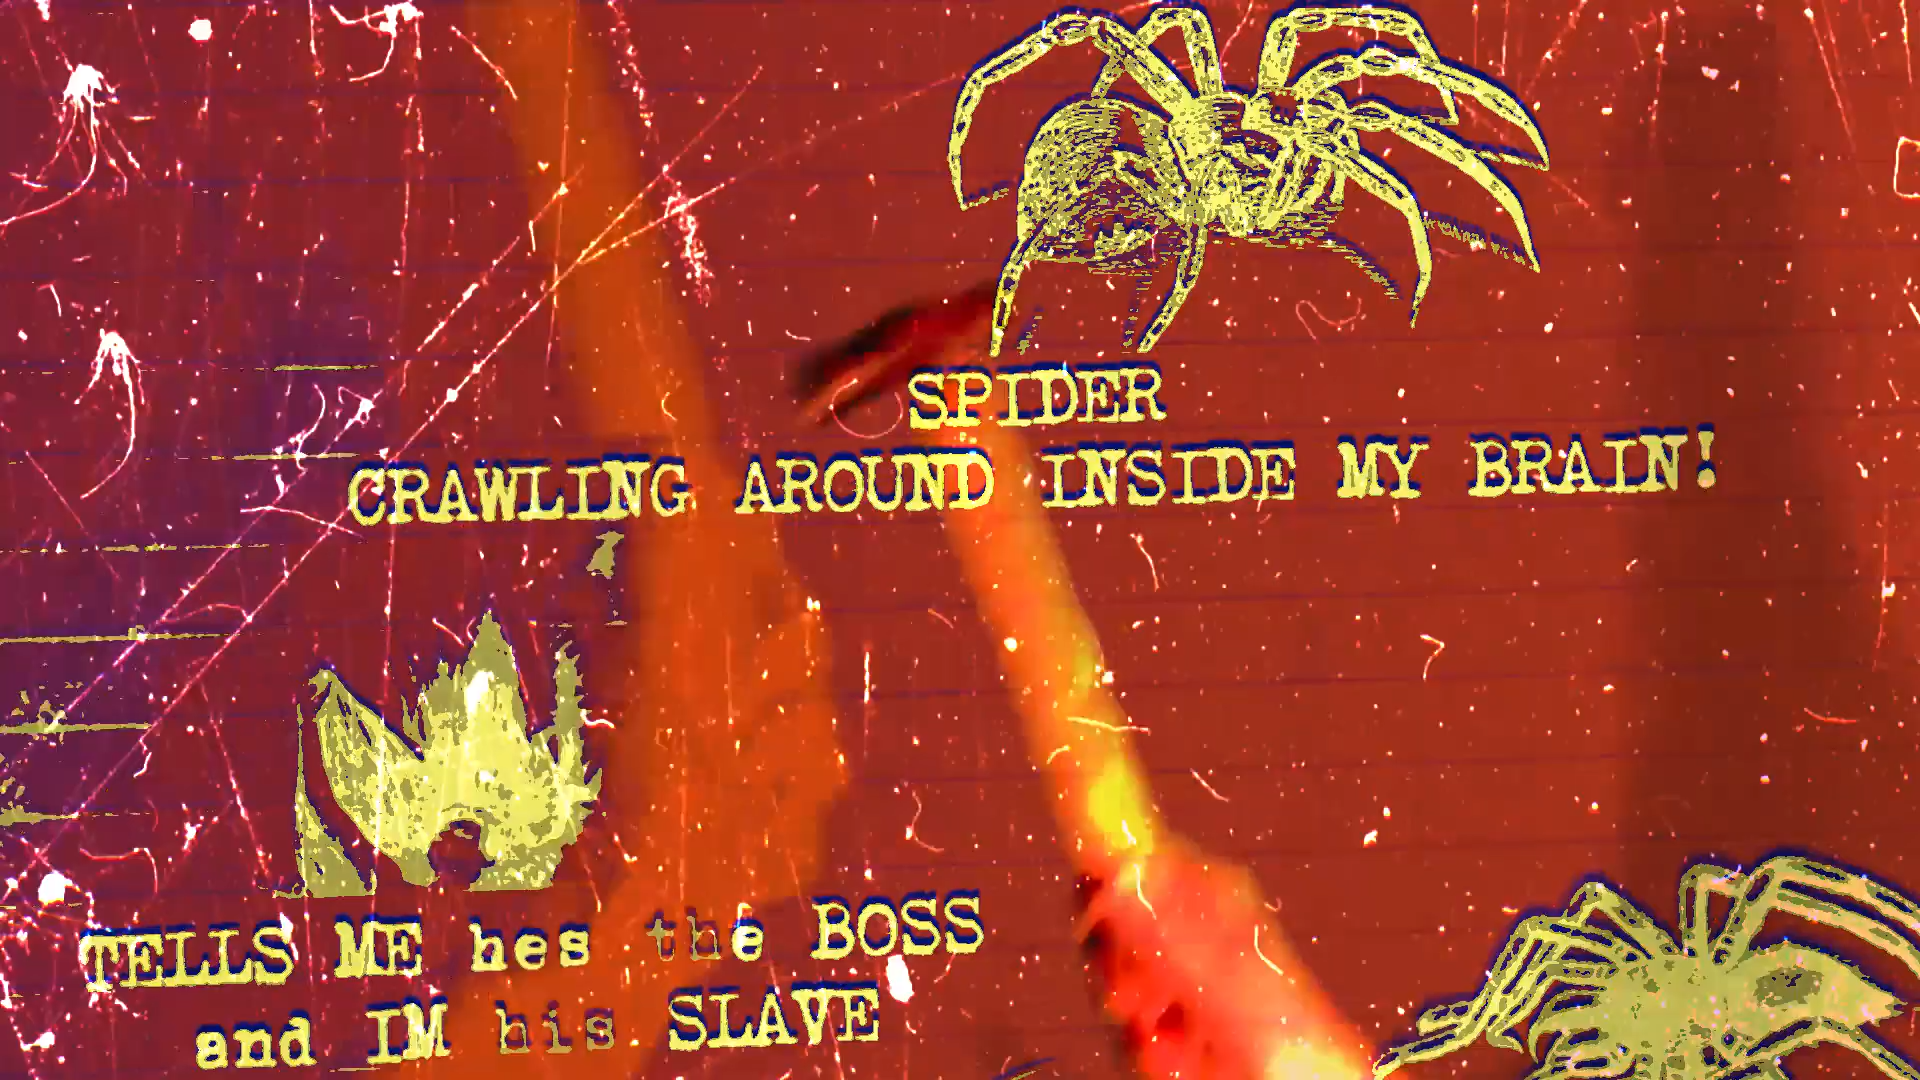 SPIDER
CRAWLING AROUND INSIDE MY BRAIN!
TELLS ME hes the BOSS
and IM his SLAVE